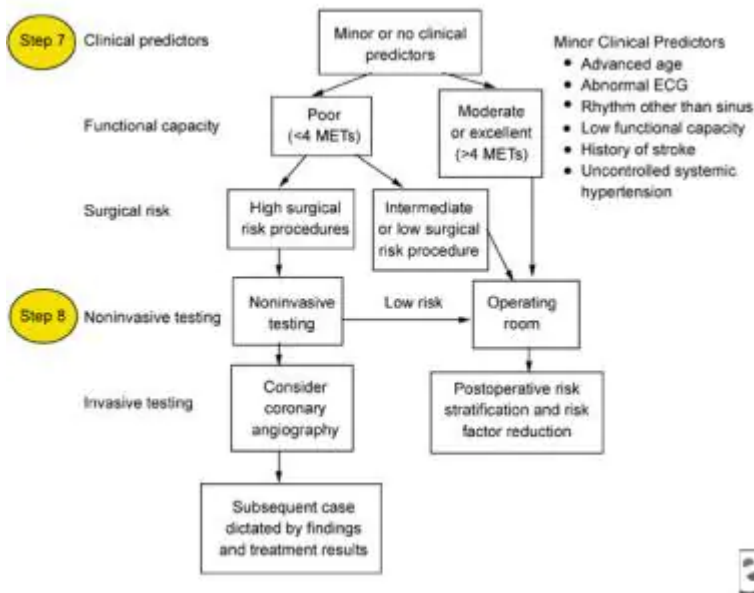 Step 7
Clinical predictors
Minor or no clinical
predictors
Minor Clinical Predictors
• Advanced age
• Abnormal ECG
• Rhythm other than sinus
• Low functional capacity
• History of stroke
• Uncontrolled systemic
hypertension
Functional capacity
Poor
(<4 METs)
Moderate
or excellent
(>4 METs)
Surgical risk
High surgical
risk procedures
Intermediate
or low surgical
risk procedure
Step 8
Noninvasive testing
Noninvasive
testing
Low risk
Operating
room
Invasive testing
Consider
coronary
angiography
Postoperative risk
stratification and risk
factor reduction
Subsequent case
dictated by findings
and treatment results